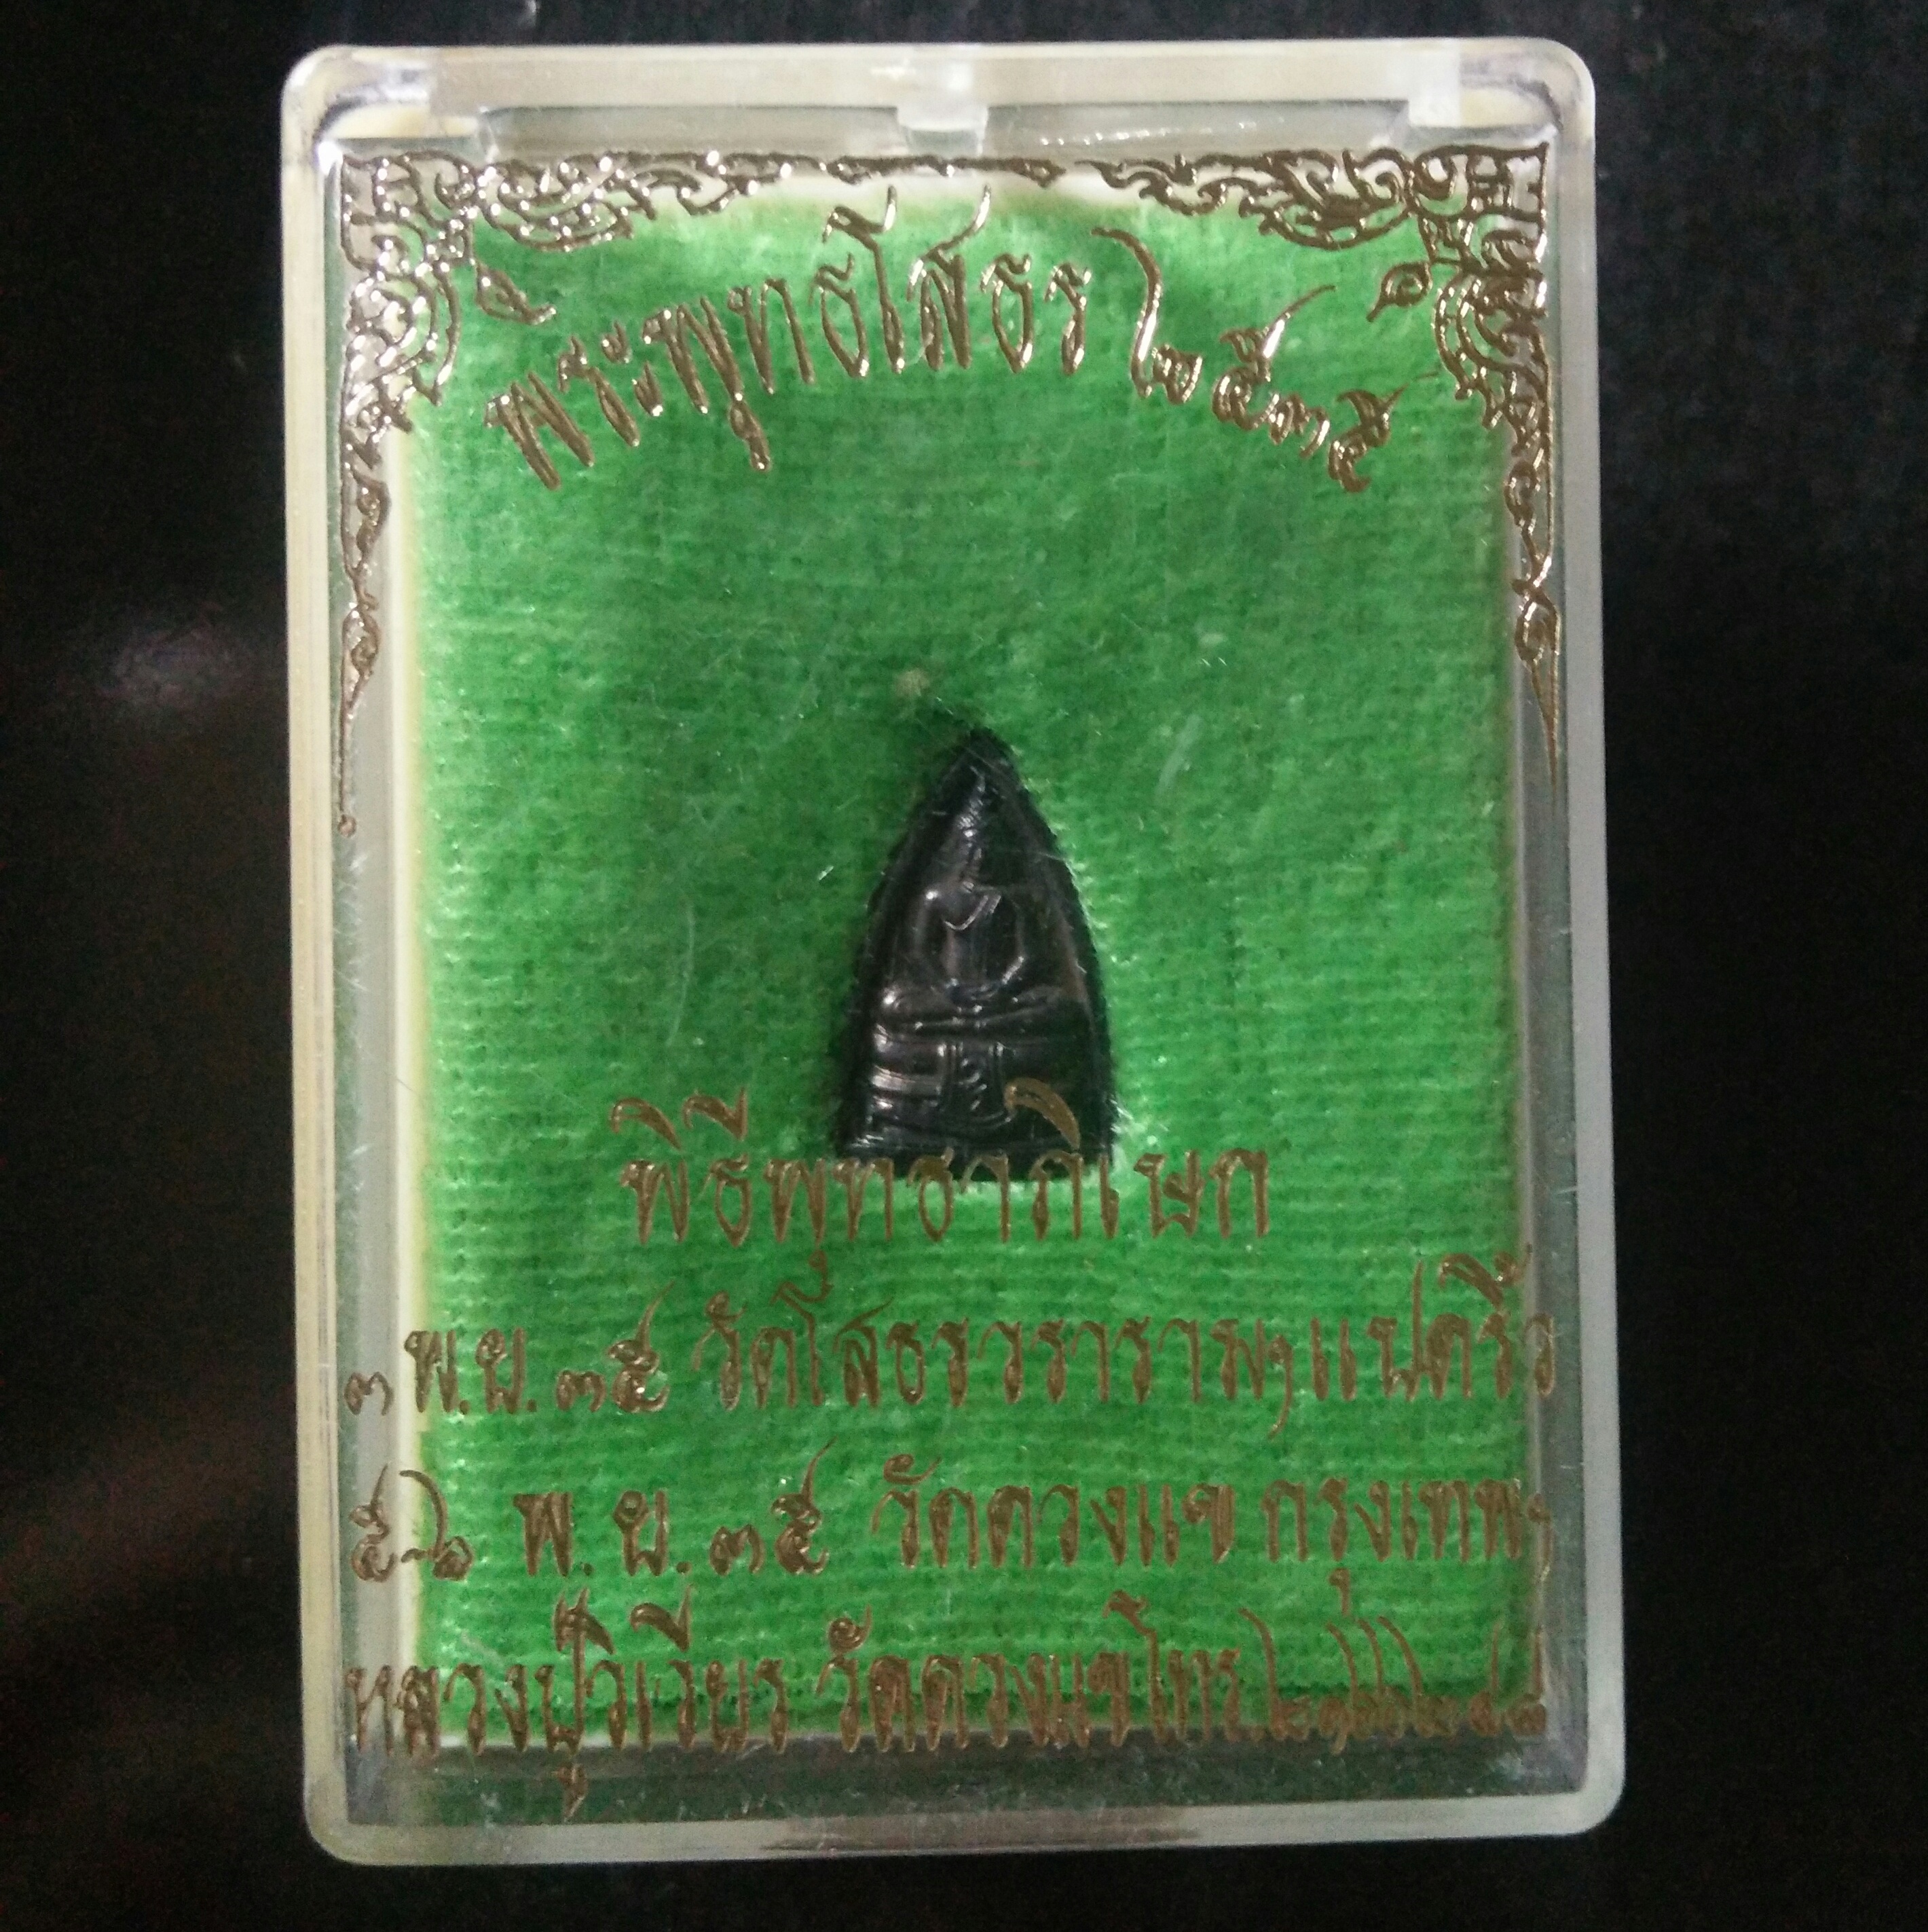 พระพุทธโสธร ๒๕๓๕
พิธีพุทธาภิเษก
๓ พ.ย. ๓๕ วัดโสธรวรารามฯ แปดริ้ว
๕~๖ พ.ย. ๓๕ วัดดวงแข กรุงเทพฯ
หลวงปู่วิเวียร วัดดวงแข โทร.